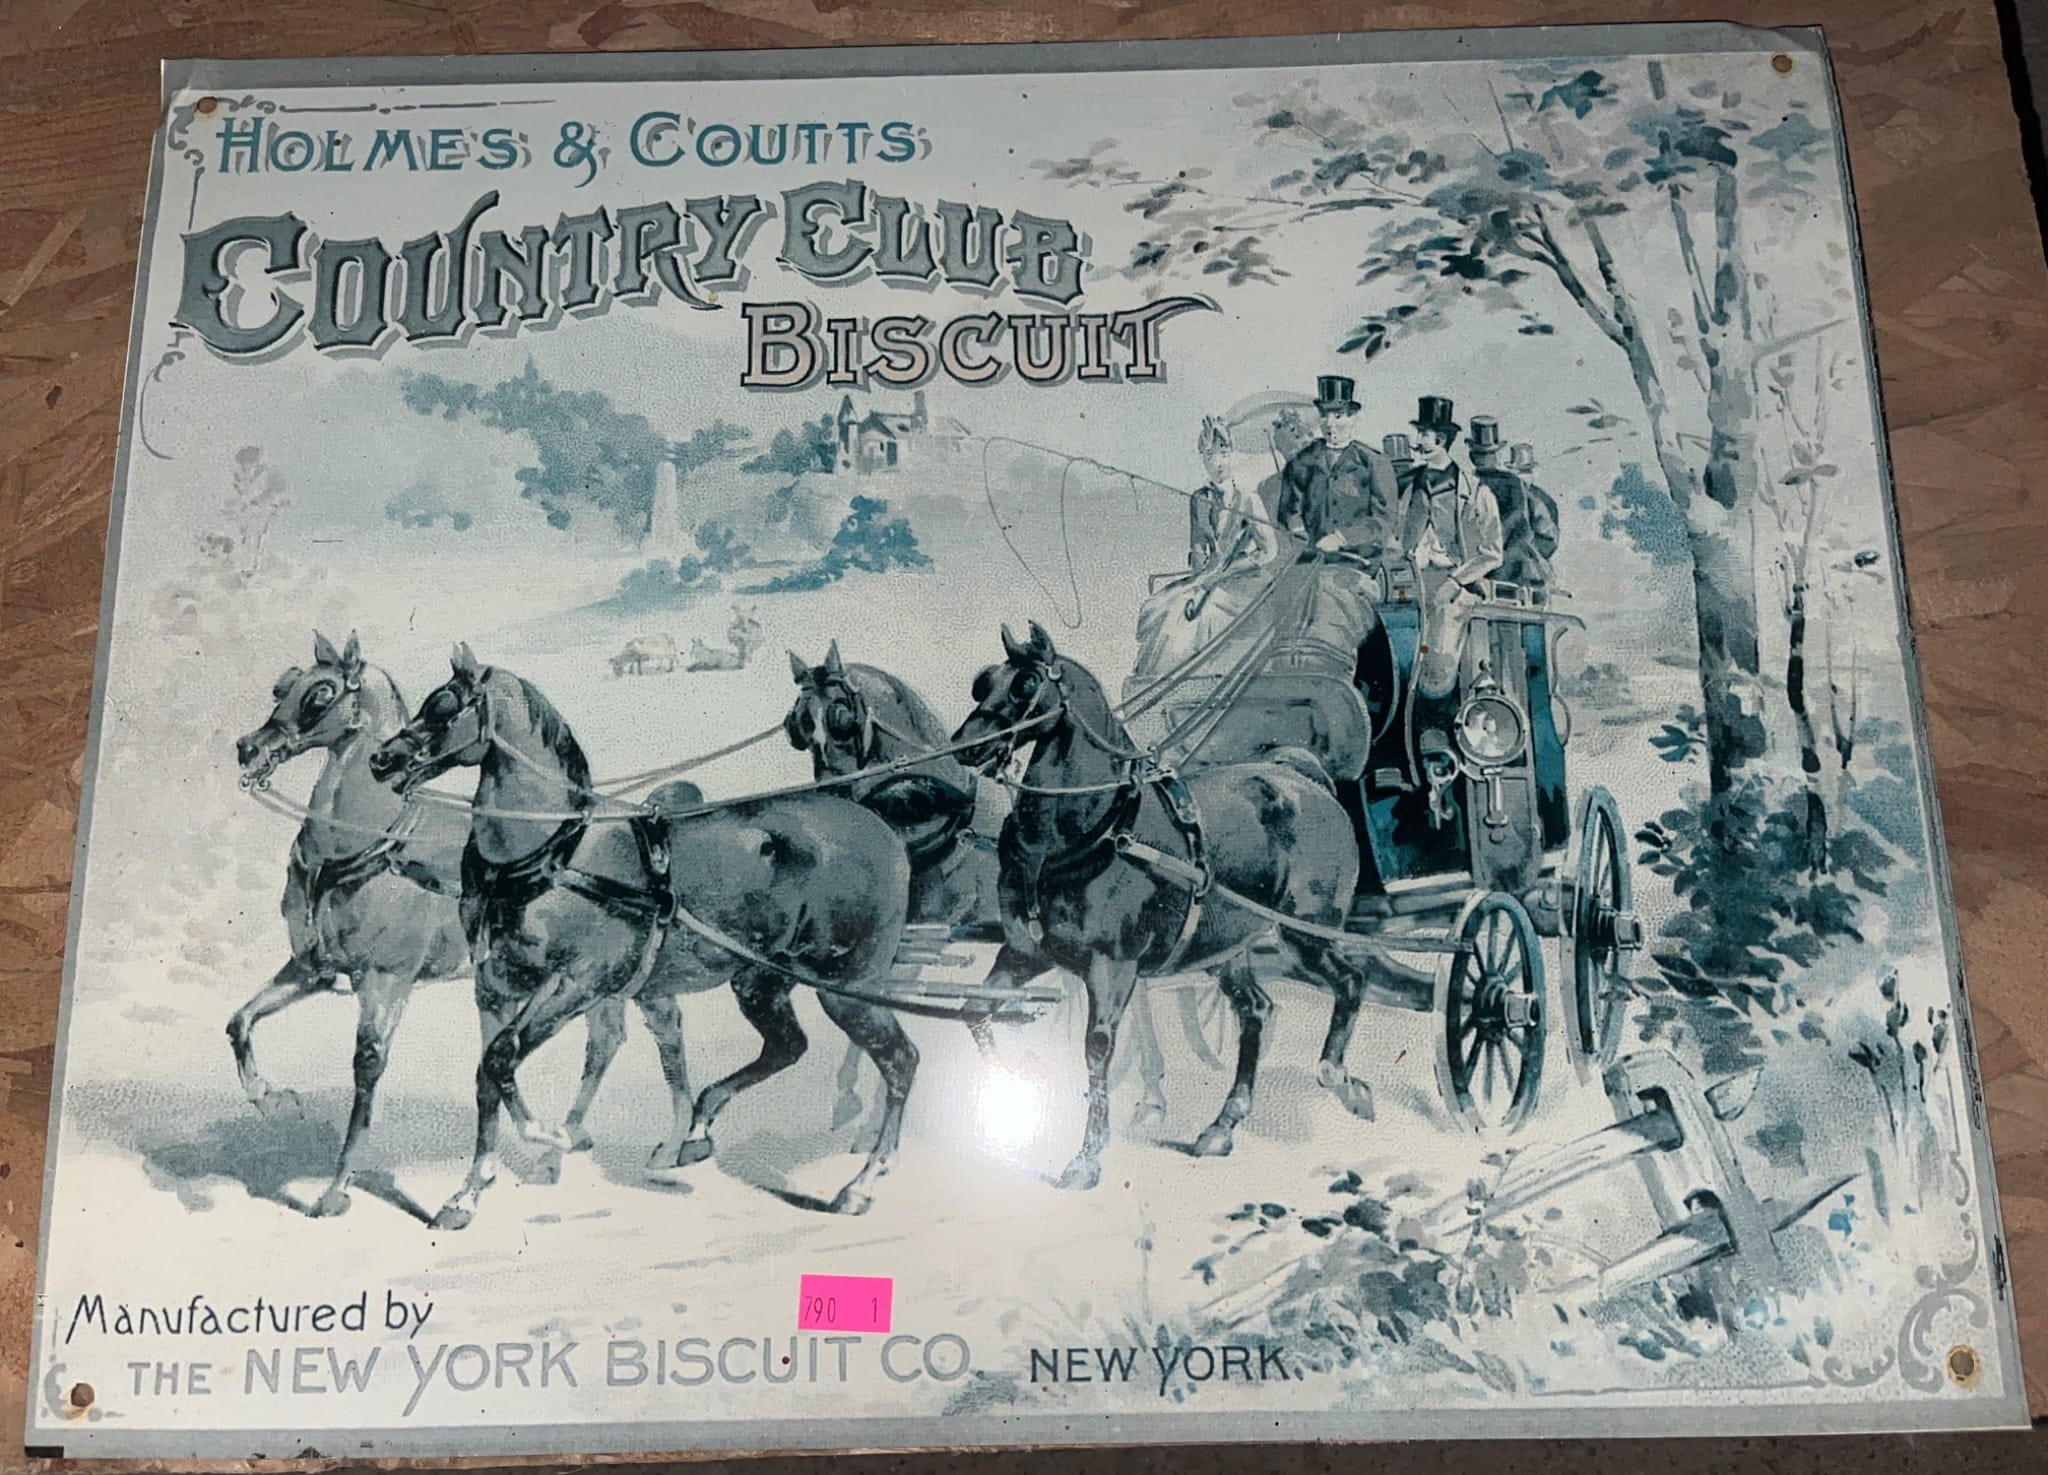 HOLMES & COUTTS
COUNTRY CLUB
BISCUIT
790 1
Manufactured by
THE NEW YORK BISCUIT CO. NEW YORK.